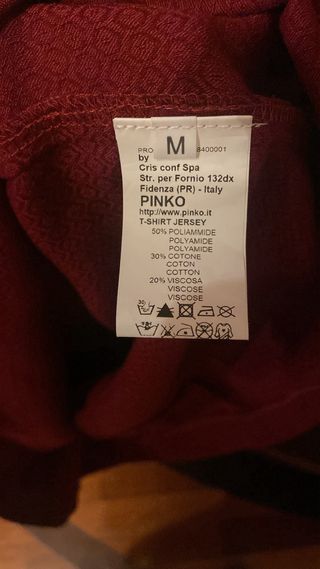 PRO M 8400001
by
Cris conf Spa
Str. per Fornio 132dx
Fidenza (PR) - Italy
PINKO
http://www.pinko.it
T-SHIRT JERSEY
50% POLIAMMIDE
POLYAMIDE
POLYAMIDE
30% COTONE
COTON
COTTON
20% VISCOSA
VISCOSE
VISCOSE
30